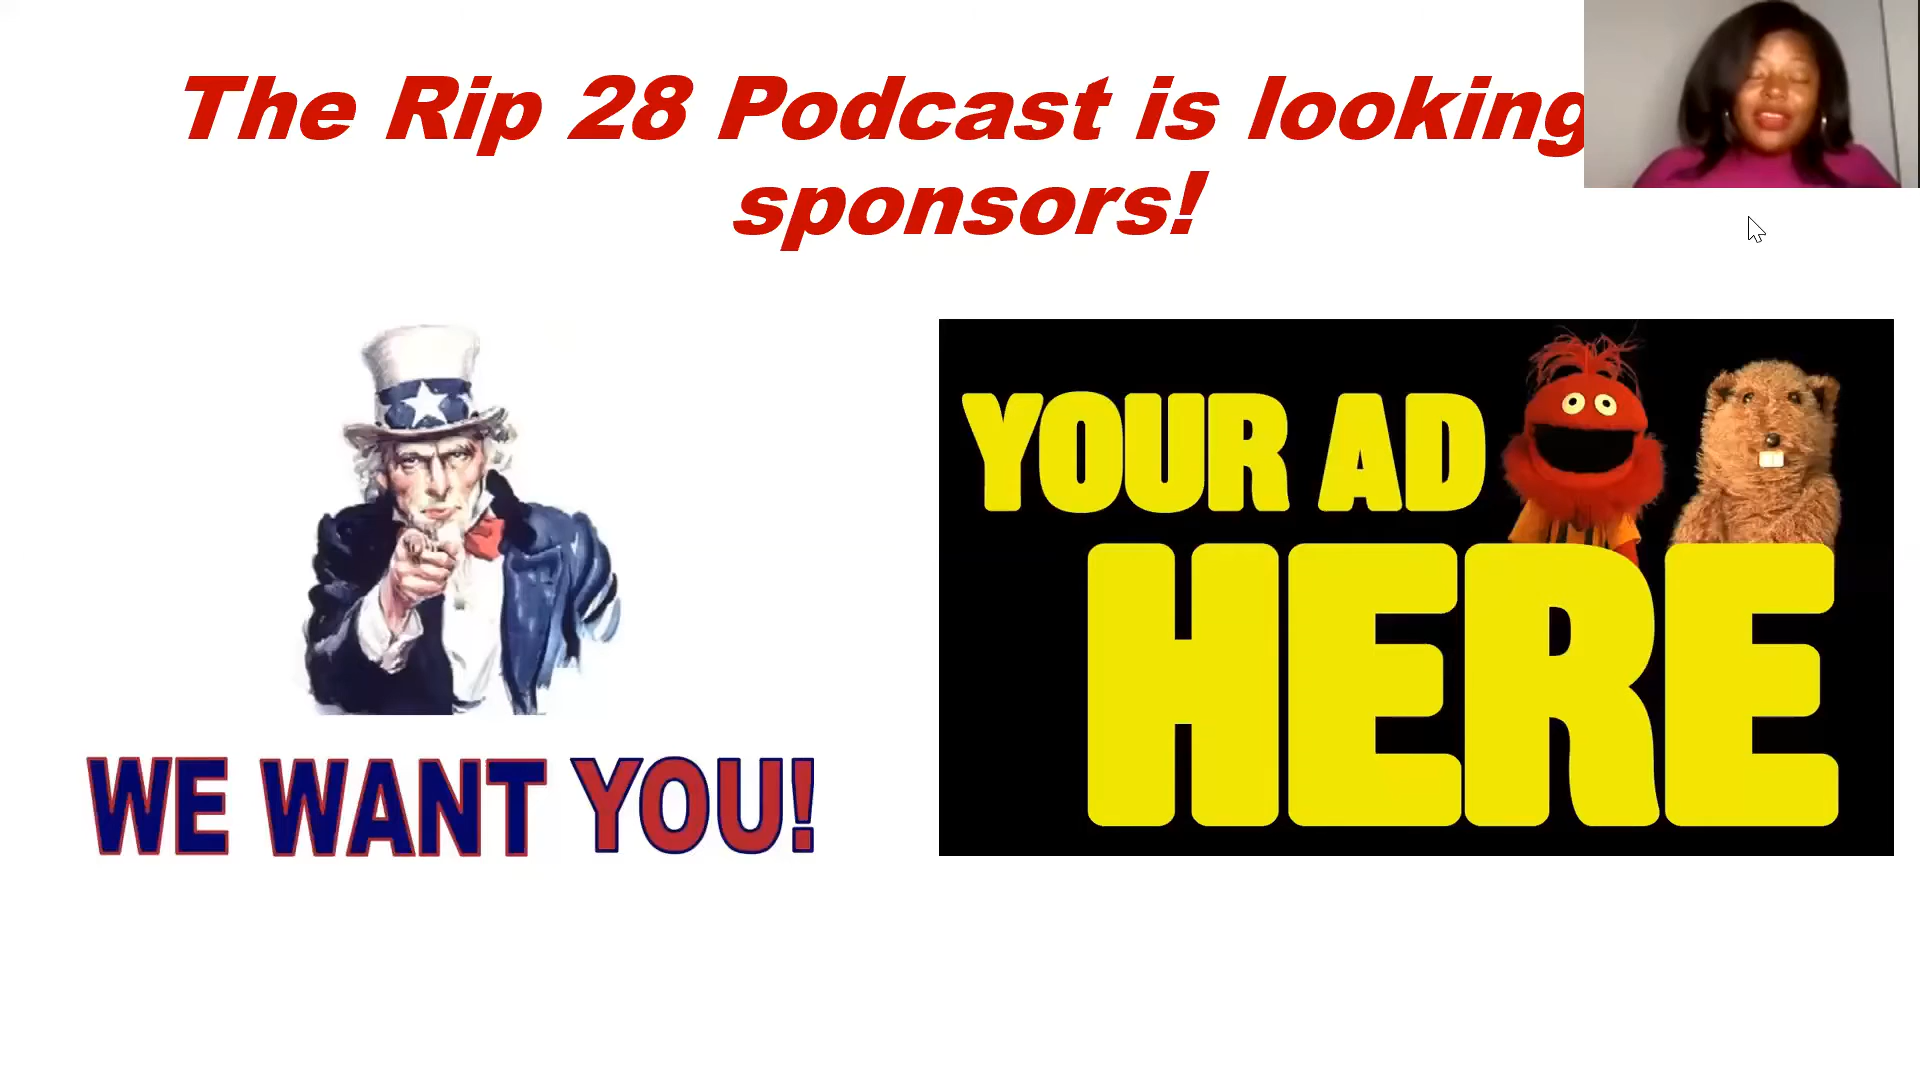 The Rip 28 Podcast is looking
sponsors!
WE WANT YOU!
YOUR AD
HERE